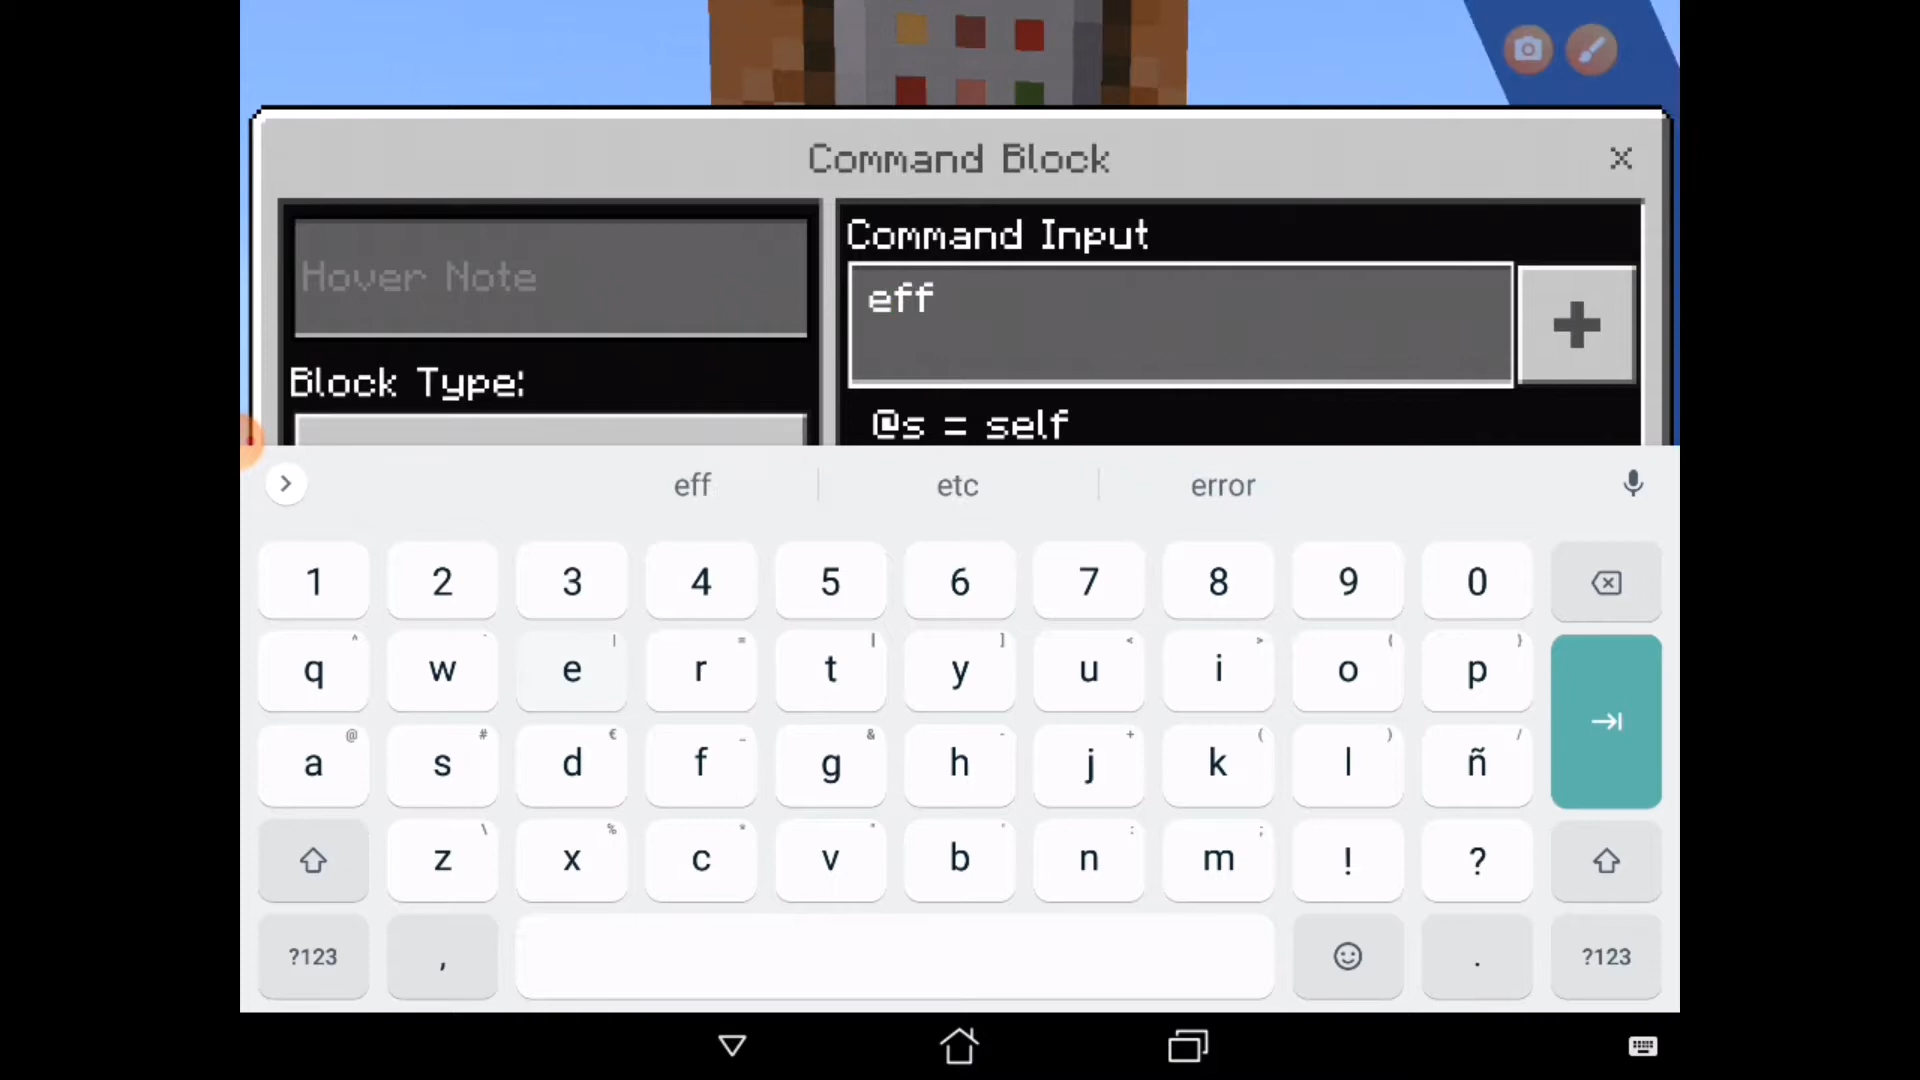 Command Block
Hover Note
Block Type:
Command Input
eff
@s = self
eff etc error
1 2 3 4 5 6 7 8 9 0
q w e r t y u i o p
a s d f g h j k l ñ
z x c v b n m ! ?
?123 , . ?123